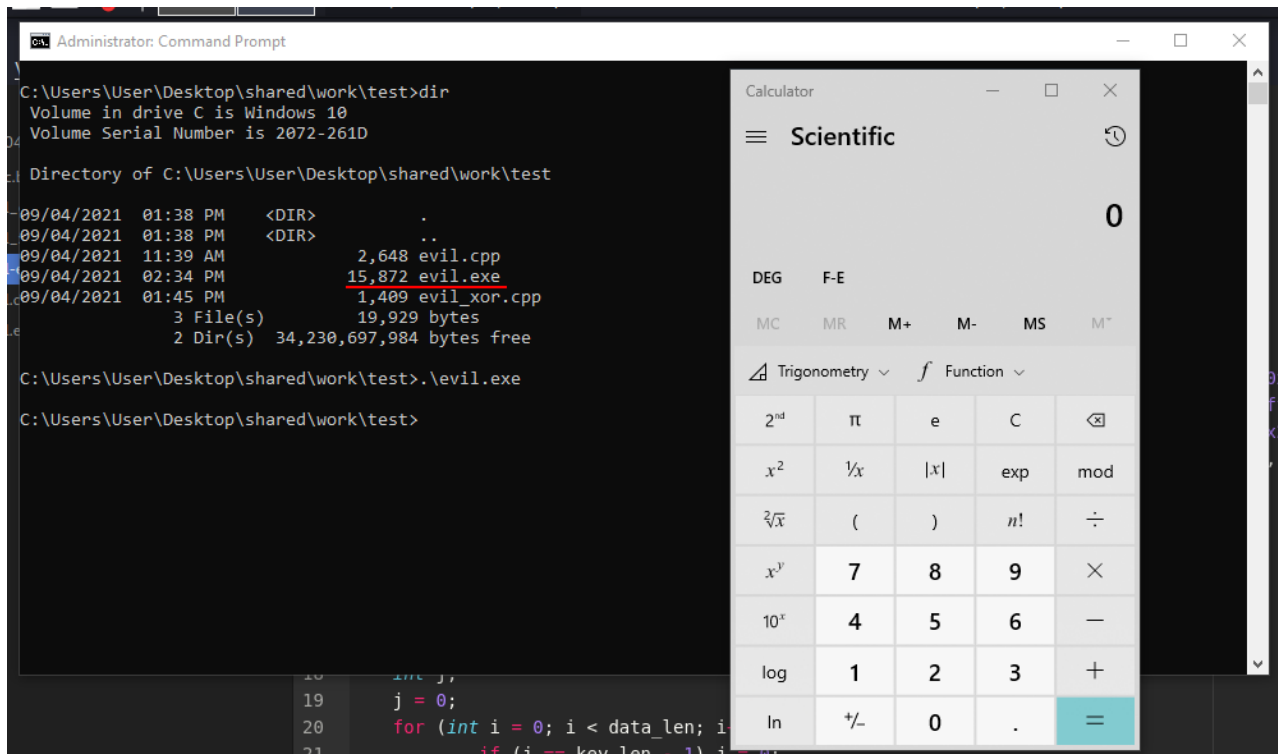 Administrator: Command Prompt
C:\Users\User\Desktop\shared\work\test>dir
Volume in drive C is Windows 10
Volume Serial Number is 2072-261D
Directory of C:\Users\User\Desktop\shared\work\test
09/04/2021 01:38 PM <DIR> .
09/04/2021 01:38 PM <DIR> ..
09/04/2021 11:39 AM 2,648 evil.cpp
09/04/2021 02:34 PM 15,872 evil.exe
09/04/2021 01:45 PM 1,409 evil_xor.cpp
3 File(s) 19,929 bytes
2 Dir(s) 34,230,697,984 bytes free
C:\Users\User\Desktop\shared\work\test>.\evil.exe
C:\Users\User\Desktop\shared\work\test>
Calculator
Scientific
0
DEG F-E
MC MR M+ M- MS M˅
Trigonometry Function
2ⁿᵈ π e C
x² ¹/x |x| exp mod
²√x ( ) n! ÷
xʸ 7 8 9 ×
10ˣ 4 5 6 −
log 1 2 3 +
ln +/− 0 . =
18 int j;
19 j = 0;
20 for (int i = 0; i < data_len; i
21 if (j == key_len - 1) j = 0;